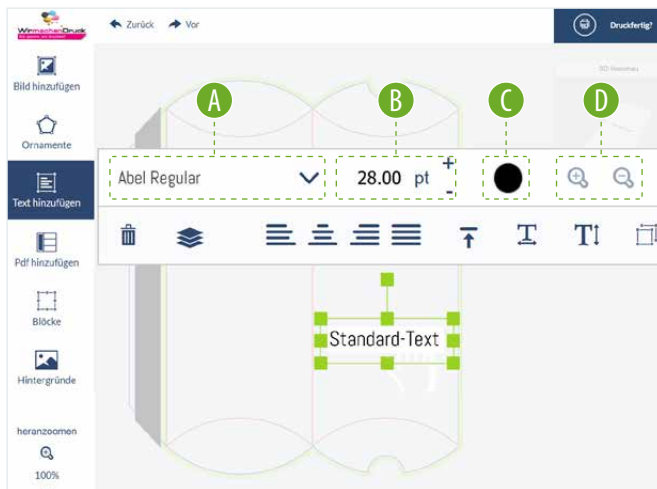 WirmachenDruck
Zurück
Vor
Druckfertig?
Bild hinzufügen
Ornamente
Text hinzufügen
Pdf hinzufügen
Blöcke
Hintergründe
heranzoomen
100%
A
B
C
D
Abel Regular
28.00 pt
+
-
Standard-Text